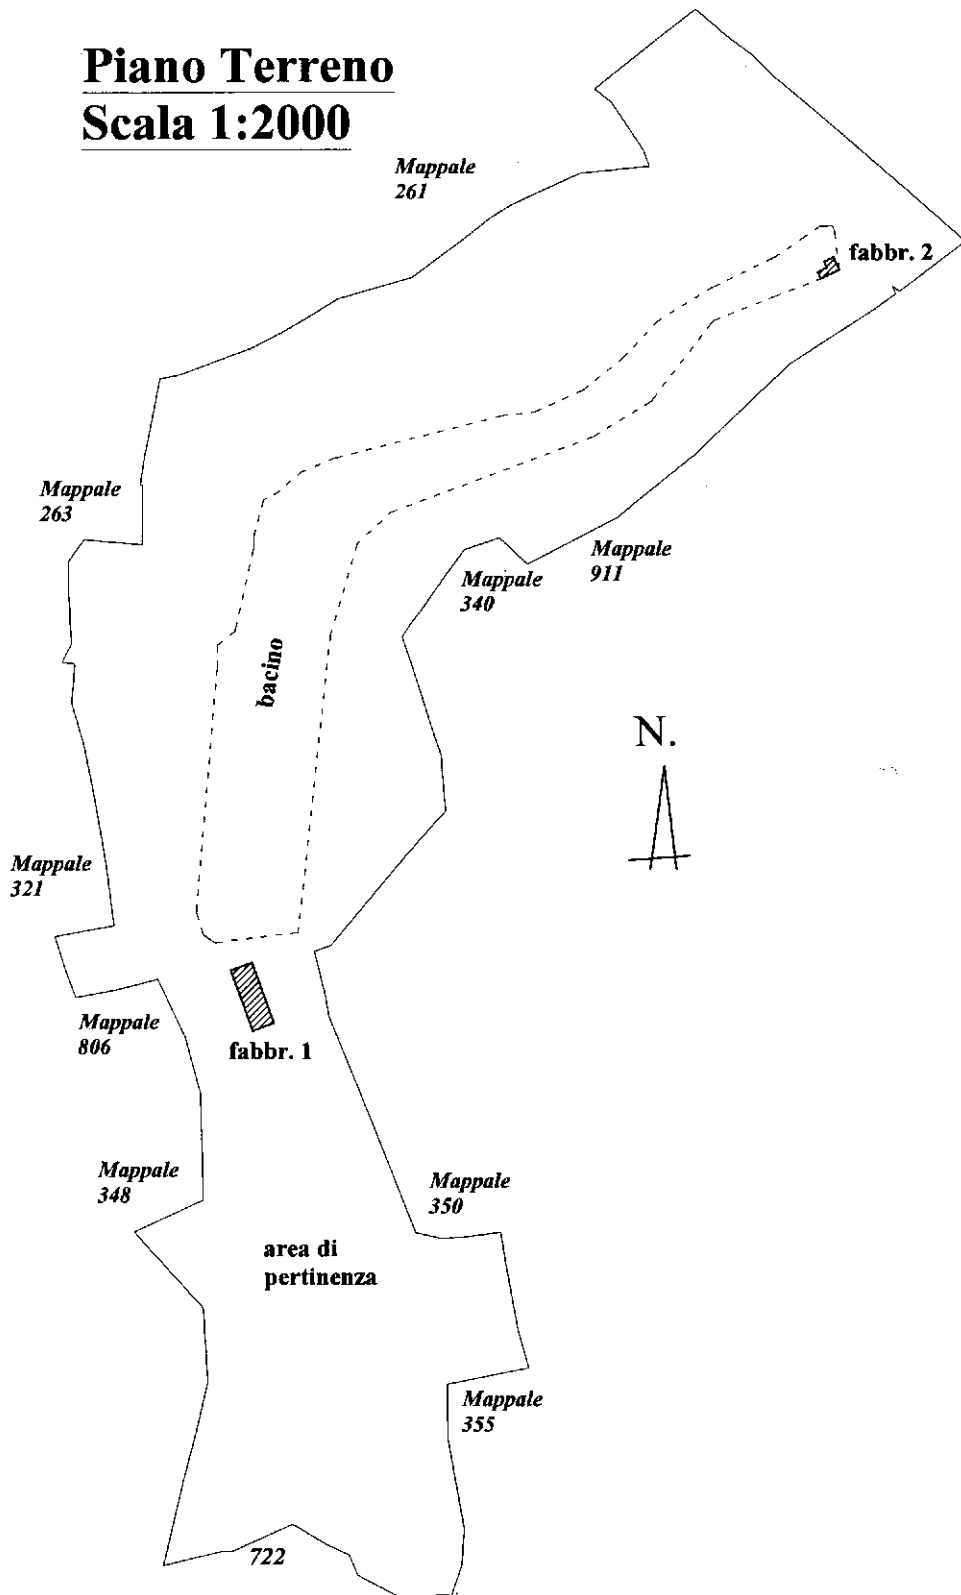 Piano Terreno
Scala 1:2000
Mappale
261
fabbr. 2
Mappale
263
Mappale
911
Mappale
340
bacino
N.
Mappale
321
Mappale
806
fabbr. 1
Mappale
348
Mappale
350
area di
pertinenza
Mappale
355
722